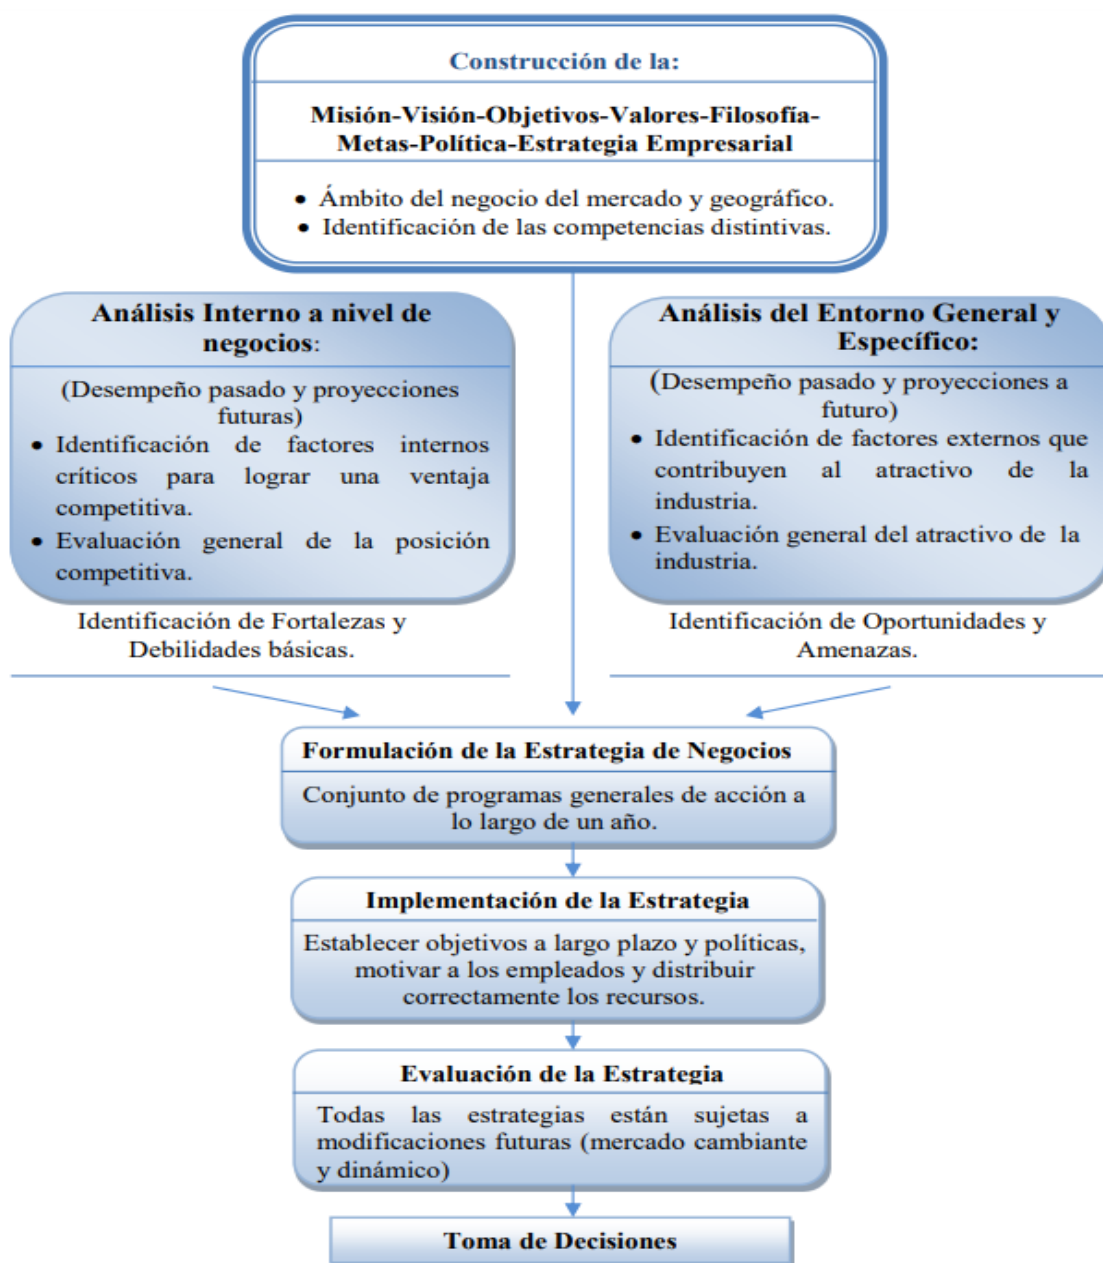 Construcción de la:
Misión-Visión-Objetivos-Valores-Filosofía-
Metas-Política-Estrategia Empresarial
• Ámbito del negocio del mercado y geográfico.
• Identificación de las competencias distintivas.
Análisis Interno a nivel de
negocios:
(Desempeño pasado y proyecciones
futuras)
• Identificación de factores internos
críticos para lograr una ventaja
competitiva.
• Evaluación general de la posición
competitiva.
Identificación de Fortalezas y
Debilidades básicas.
Análisis del Entorno General y
Específico:
(Desempeño pasado y proyecciones a
futuro)
• Identificación de factores externos que
contribuyen al atractivo de la
industria.
• Evaluación general del atractivo de la
industria.
Identificación de Oportunidades y
Amenazas.
Formulación de la Estrategia de Negocios
Conjunto de programas generales de acción a
lo largo de un año.
Implementación de la Estrategia
Establecer objetivos a largo plazo y políticas,
motivar a los empleados y distribuir
correctamente los recursos.
Evaluación de la Estrategia
Todas las estrategias están sujetas a
modificaciones futuras (mercado cambiante
y dinámico)
Toma de Decisiones